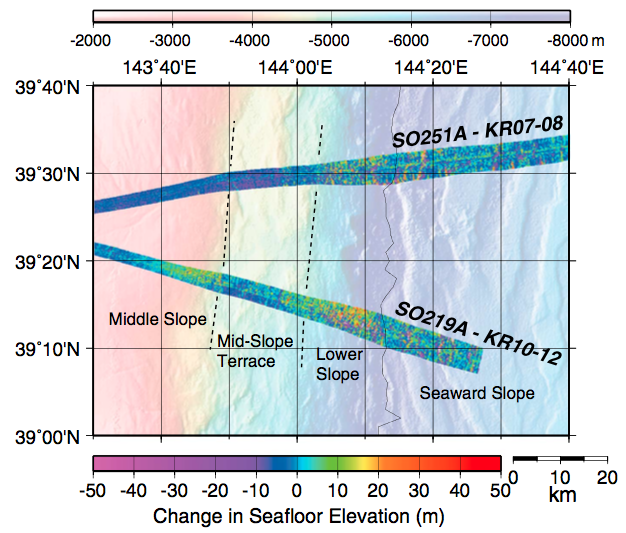 -2000 -3000 -4000 -5000 -6000 -7000 -8000 m
143˚40'E 144˚00'E 144˚20'E 144˚40'E
39˚40'N
SO251A - KR07-08
39˚30'N
39˚20'N
SO219A - KR10-12
Middle Slope
Mid-Slope
Terrace
39˚10'N
Lower
Slope
Seaward Slope
39˚00'N
-50 -40 -30 -20 -10 0 10 20 30 40 50
Change in Seafloor Elevation (m)
0 10 20
km